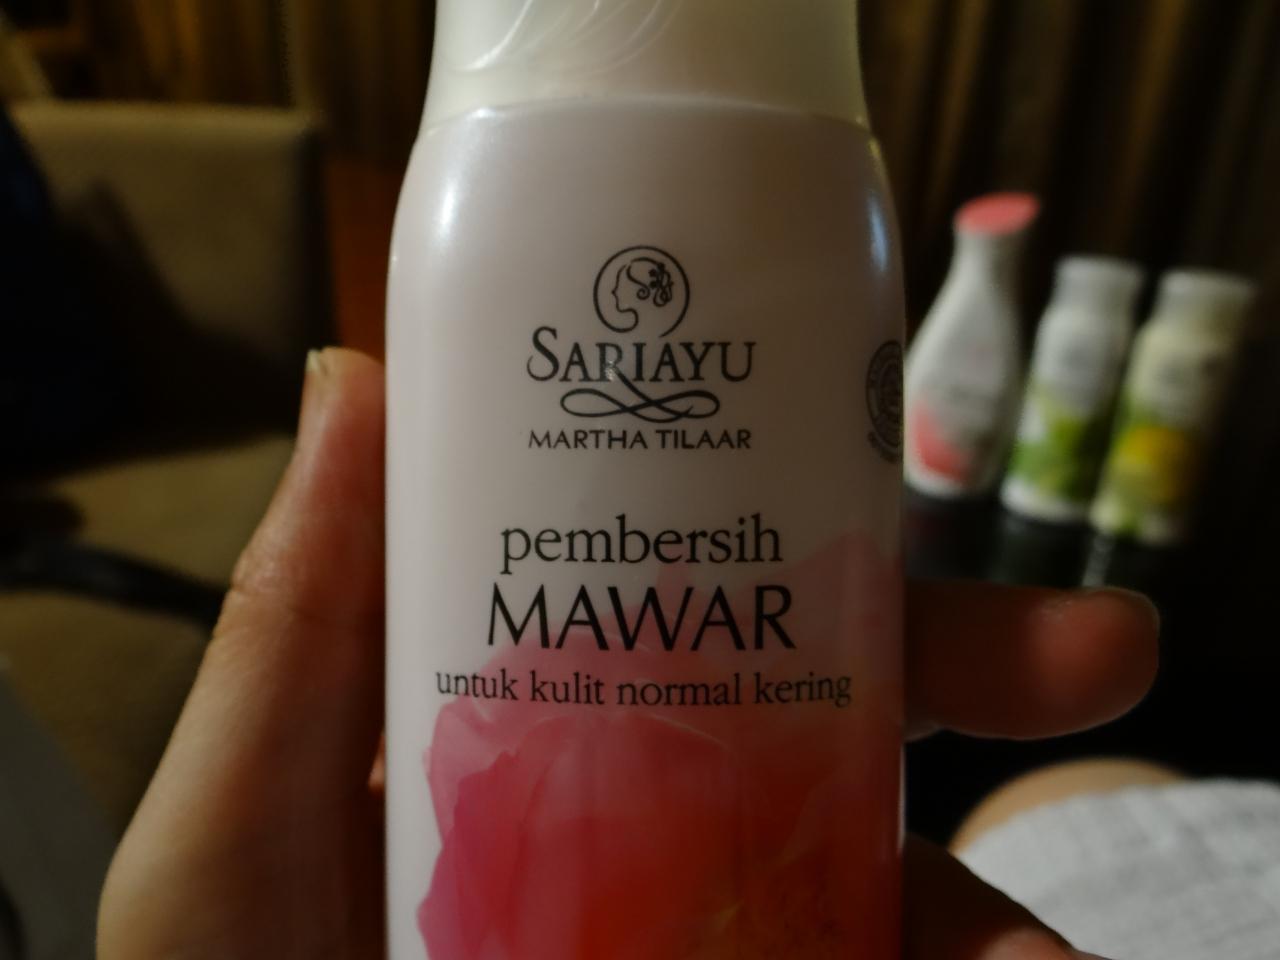 SARIAYU
MARTHA TILAAR
pembersih
MAWAR
untuk kulit normal kering